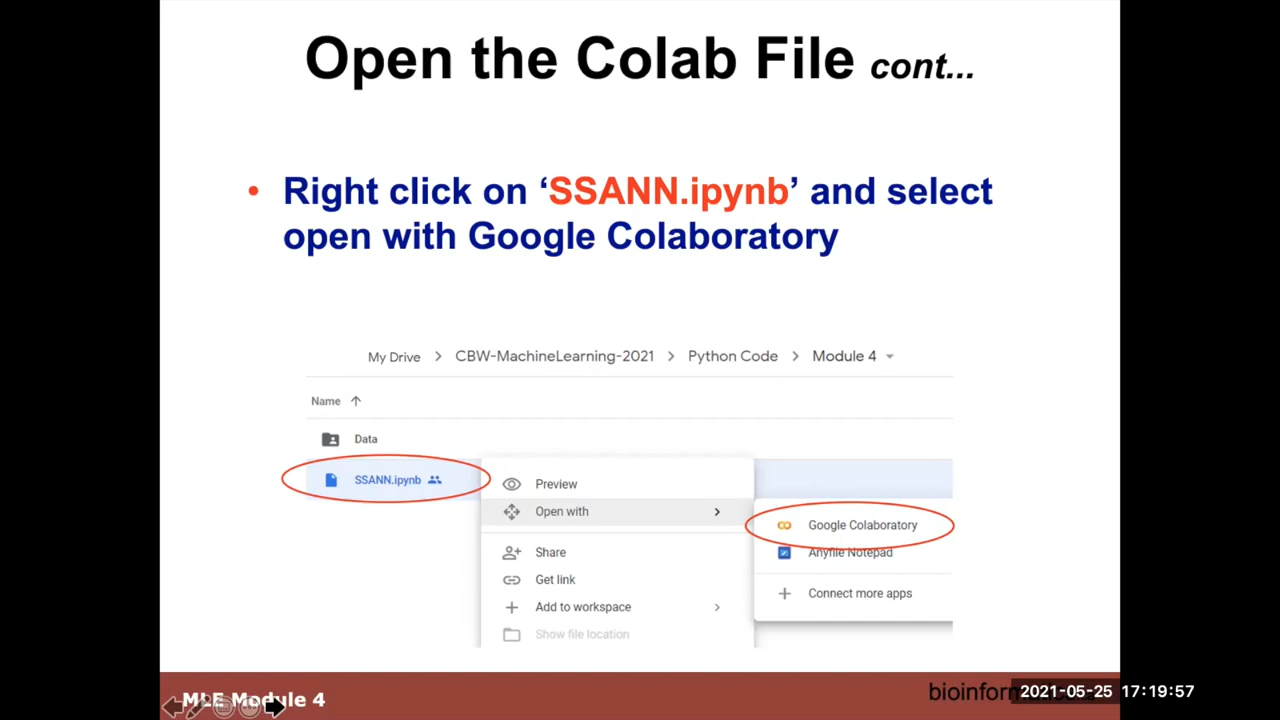 Open the Colab File cont...
• Right click on ‘SSANN.ipynb’ and select
open with Google Colaboratory
My Drive > CBW-MachineLearning-2021 > Python Code > Module 4
Name
Data
SSANN.ipynb
Preview
Open with
Google Colaboratory
Anyfile Notepad
Share
Get link
Connect more apps
Add to workspace
Show file location
MLE Module 4
2021-05-25 17:19:57